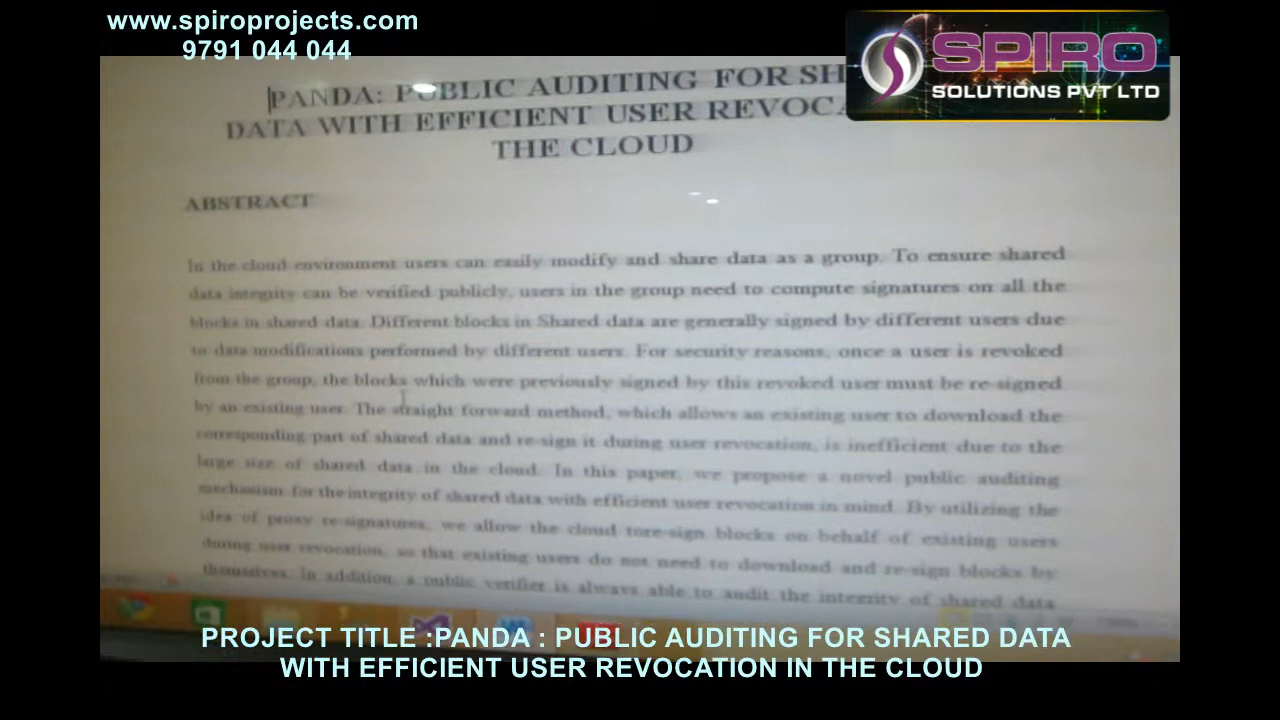 www.spiroprojects.com
9791 044 044
SPIRO
SOLUTIONS PVT LTD
PANDA: PUBLIC AUDITING FOR SH
DATA WITH EFFICIENT USER REVOCA
THE CLOUD
ABSTRACT
In the cloud environment users can easily modify and share data as a group. To ensure shared
data integrity can be verified publicly, users in the group need to compute signatures on all the
blocks in shared data. Different blocks in Shared data are generally signed by different users due
to data modifications performed by different users. For security reasons, once a user is revoked
from the group, the blocks which were previously signed by this revoked user must be re-signed
by an existing user. The straight forward method, which allows an existing user to download the
corresponding part of shared data and re-sign it during user revocation, is inefficient due to the
large size of shared data in the cloud. In this paper, we propose a novel public auditing
mechanism for the integrity of shared data with efficient user revocation in mind. By utilizing the
idea of proxy re-signatures, we allow the cloud tore-sign blocks on behalf of existing users
during user revocation, so that existing users do not need to download and re-sign blocks by
themselves. In addition, a public verifier is always able to audit the integrity of shared data
PROJECT TITLE :PANDA : PUBLIC AUDITING FOR SHARED DATA
WITH EFFICIENT USER REVOCATION IN THE CLOUD